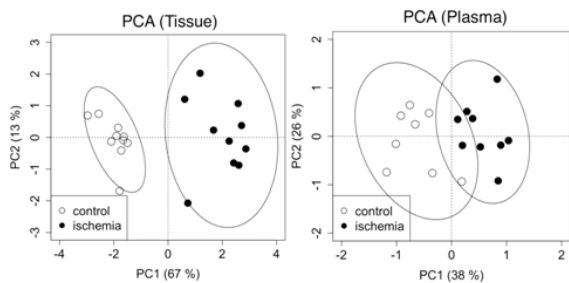 PCA (Tissue)
PC2 (13 %)
3
2
1
0
-1
-2
-3
control
ischemia
-4
-2
0
2
4
PC1 (67 %)
PCA (Plasma)
PC2 (26 %)
2
1
0
-1
-2
control
ischemia
-2
-1
0
1
2
PC1 (38 %)